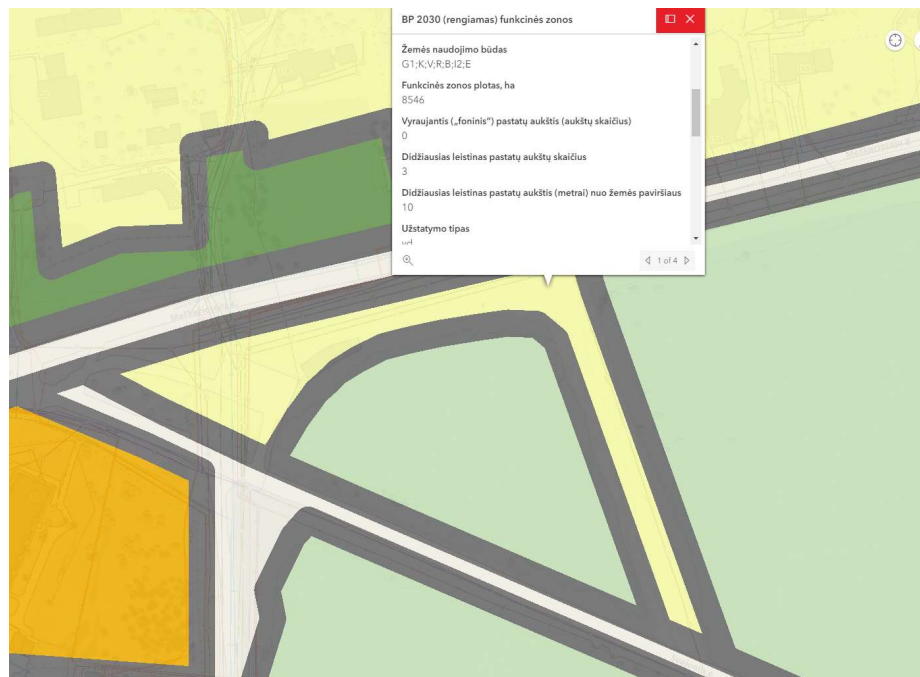 BP 2030 (rengiamas) funkcinės zonos
Žemės naudojimo būdas
G1;K;V;R;B;I2;E
Funkcinės zonos plotas, ha
8546
Vyraujantis („foninis“) pastatų aukštis (aukštų skaičius)
0
Didžiausias leistinas pastatų aukštų skaičius
3
Didžiausias leistinas pastatų aukštis (metrai) nuo žemės paviršiaus
10
Užstatymo tipas
1 of 4